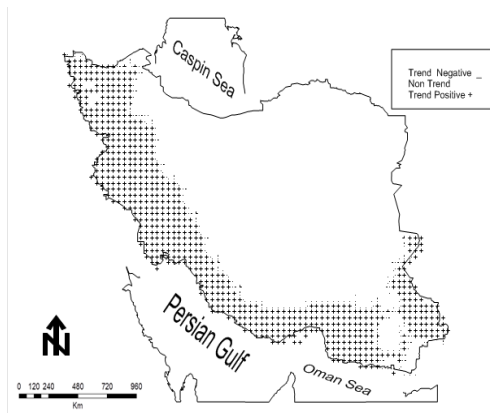 Caspin Sea
Trend Negative _
Non Trend
Trend Positive +
Persian Gulf
Oman Sea
N
0 120 240 480 720 960
Km